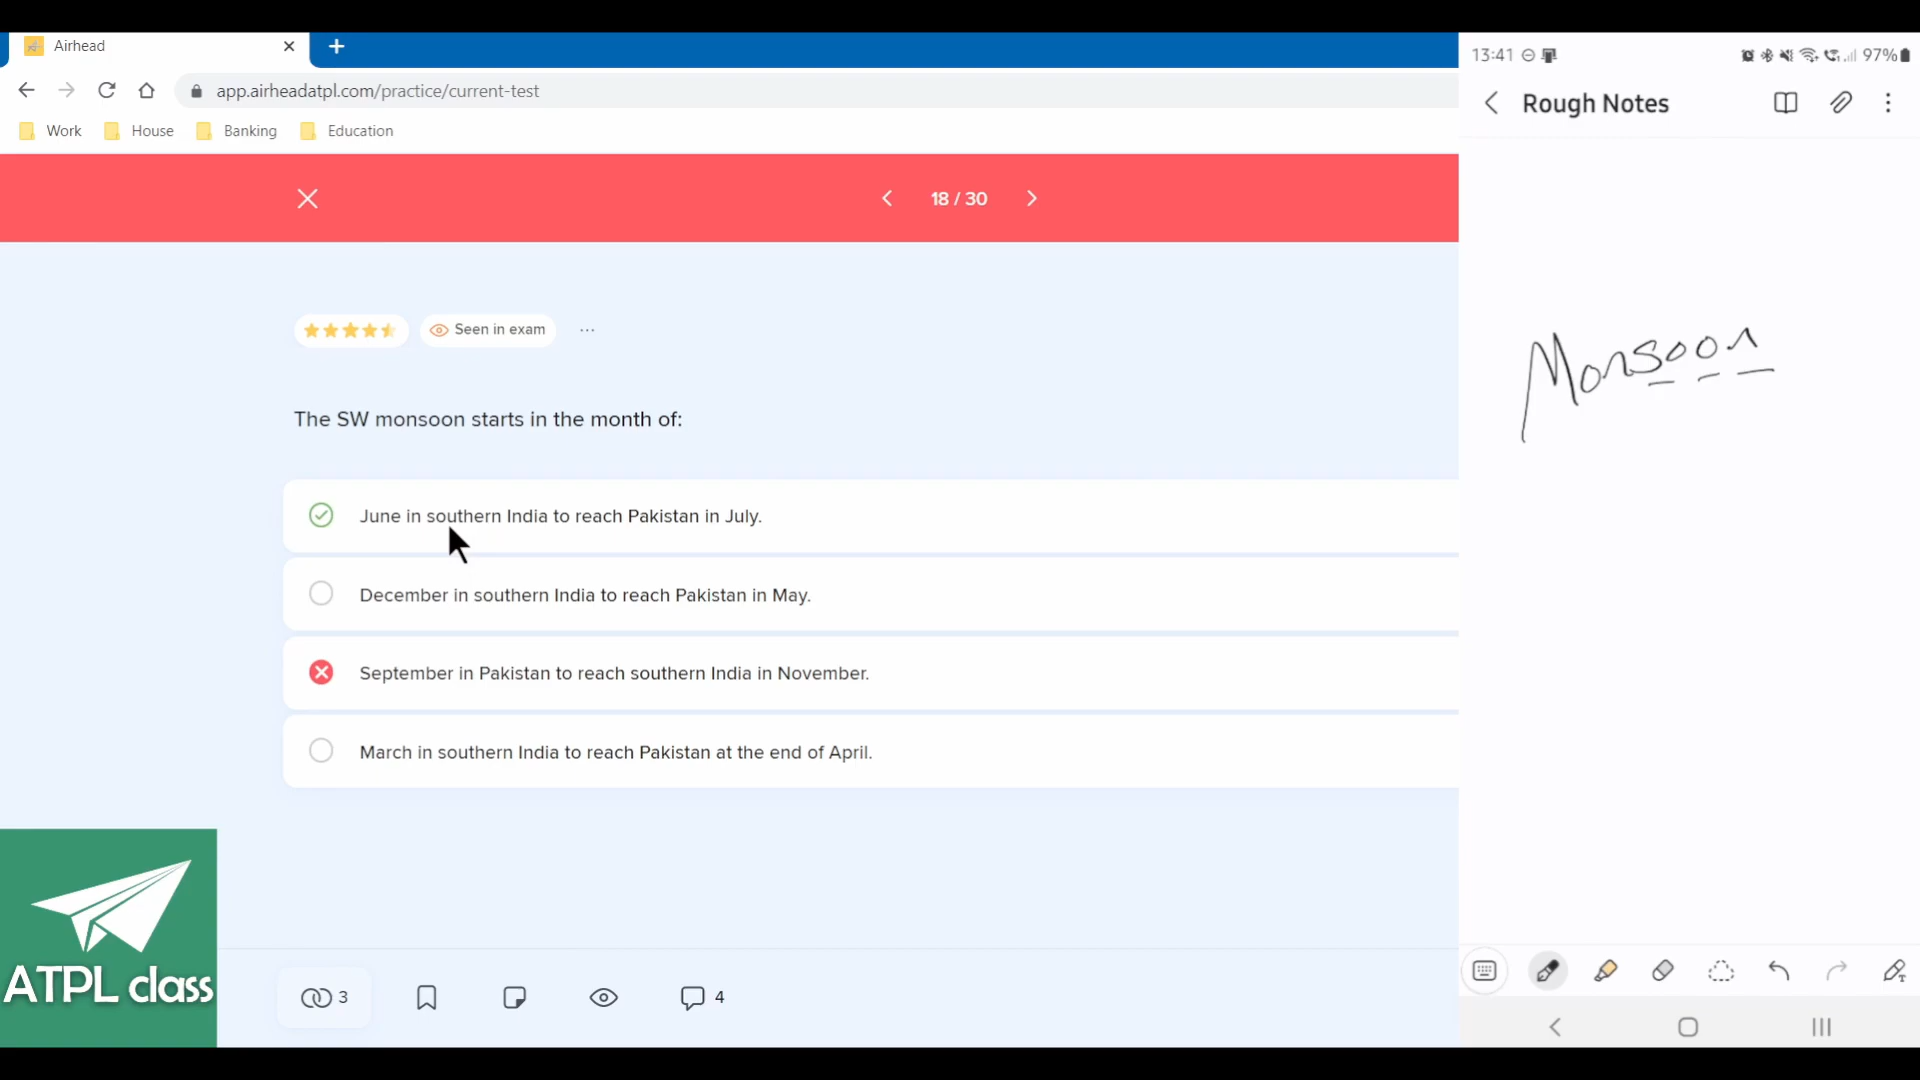 Airhead
13:41
97%
app.airheadatpl.com/practice/current-test
Rough Notes
Work
House
Banking
Education
18 / 30
Seen in exam
Monsoon
The SW monsoon starts in the month of:
June in southern India to reach Pakistan in July.
December in southern India to reach Pakistan in May.
September in Pakistan to reach southern India in November.
March in southern India to reach Pakistan at the end of April.
ATPL class
3
4